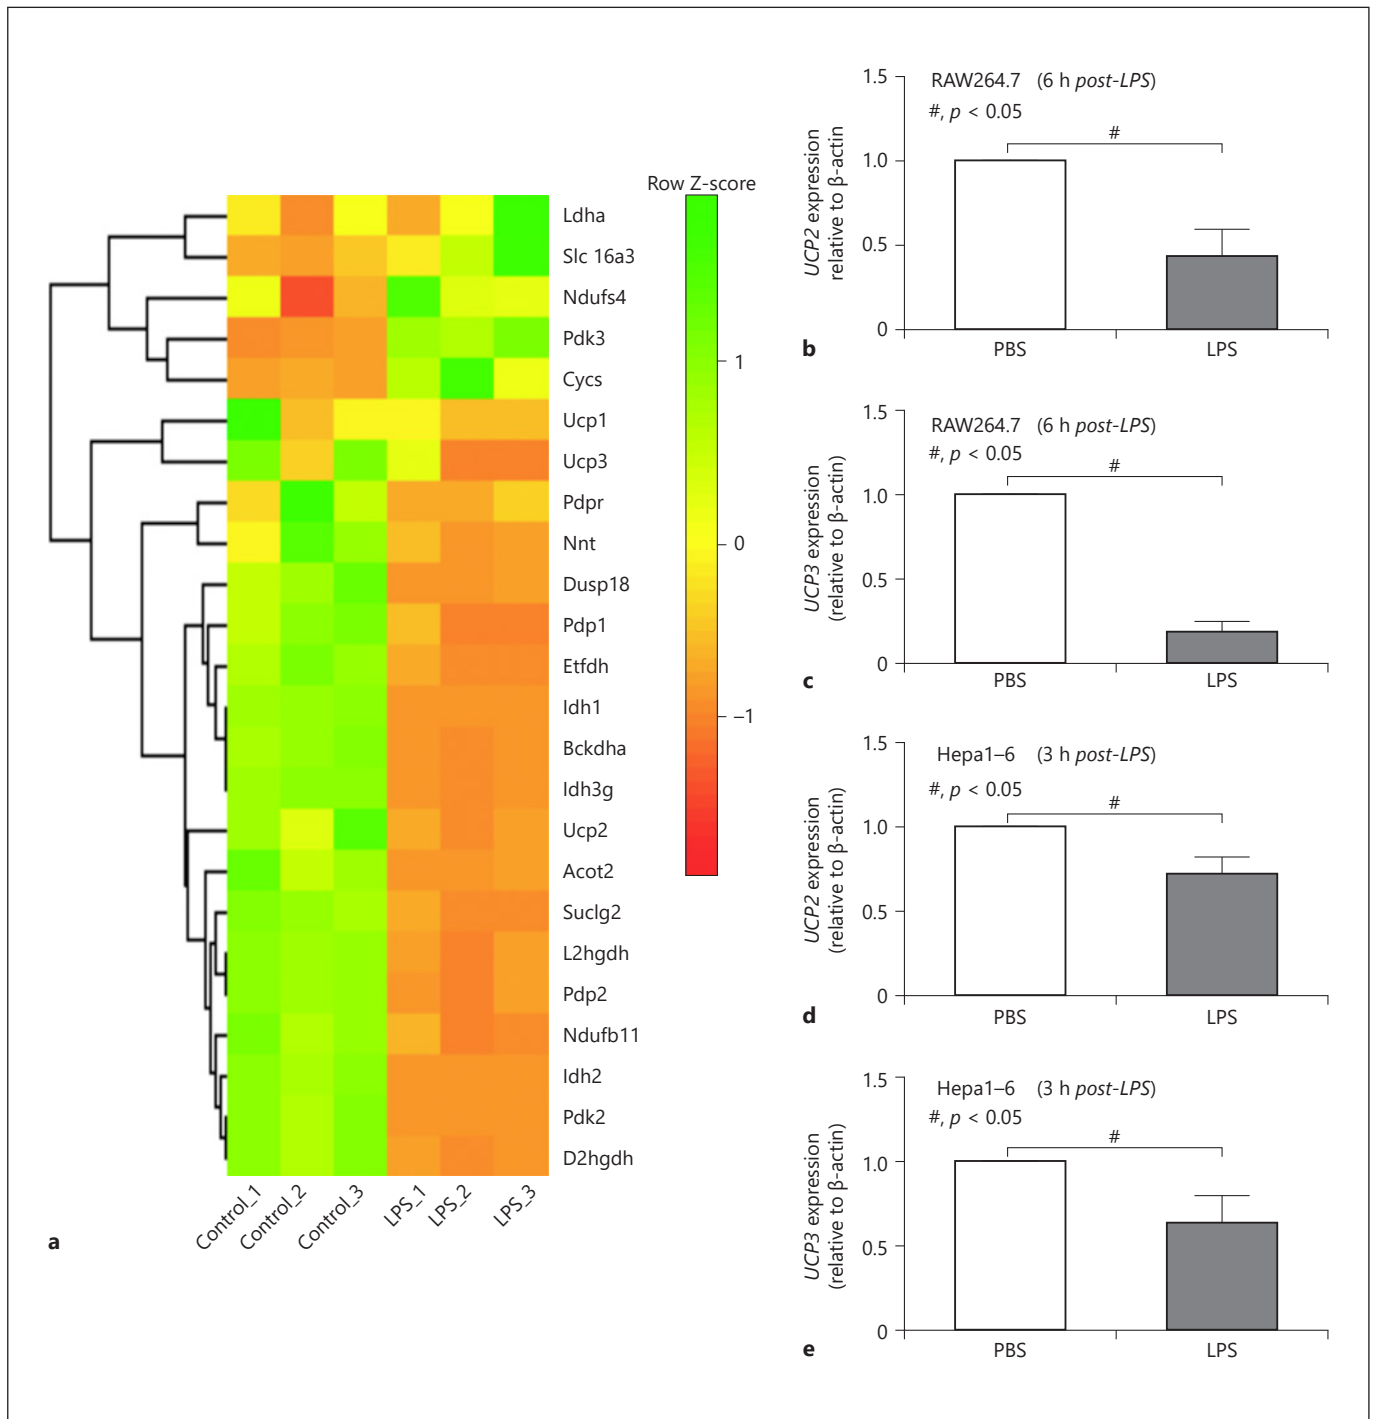 Row Z-score
1
0
–1
Ldha
Slc 16a3
Ndufs4
Pdk3
Cycs
Ucp1
Ucp3
Pdpr
Nnt
Dusp18
Pdp1
Etfdh
Idh1
Bckdha
Idh3g
Ucp2
Acot2
Suclg2
L2hgdh
Pdp2
Ndufb11
Idh2
Pdk2
D2hgdh
Control_1
Control_2
Control_3
LPS_1
LPS_2
LPS_3
a
UCP2 expression
relative to β-actin
1.5
1.0
0.5
0
RAW264.7 (6 h post-LPS)
#, p < 0.05
#
PBS
LPS
b
UCP3 expression
(relative to β-actin)
1.5
1.0
0.5
0
RAW264.7 (6 h post-LPS)
#, p < 0.05
#
PBS
LPS
c
UCP2 expression
(relative to β-actin)
1.5
1.0
0.5
0
Hepa1–6 (3 h post-LPS)
#, p < 0.05
#
PBS
LPS
d
UCP3 expression
(relative to β-actin)
1.5
1.0
0.5
0
Hepa1–6 (3 h post-LPS)
#, p < 0.05
#
PBS
LPS
e